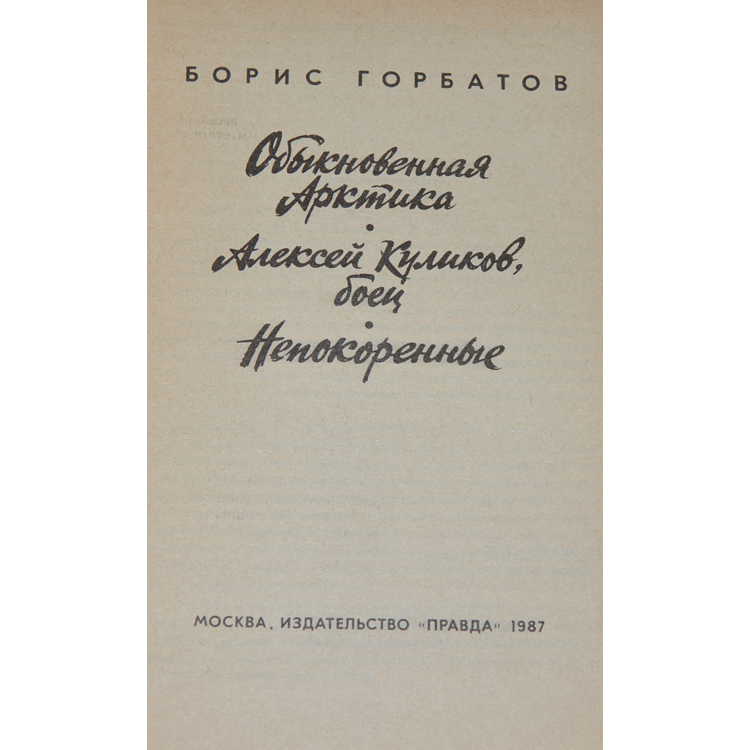 БОРИС ГОРБАТОВ
Обыкновенная
Арктика
•
Алексей Куликов,
боец
•
Непокоренные
МОСКВА, ИЗДАТЕЛЬСТВО «ПРАВДА» 1987